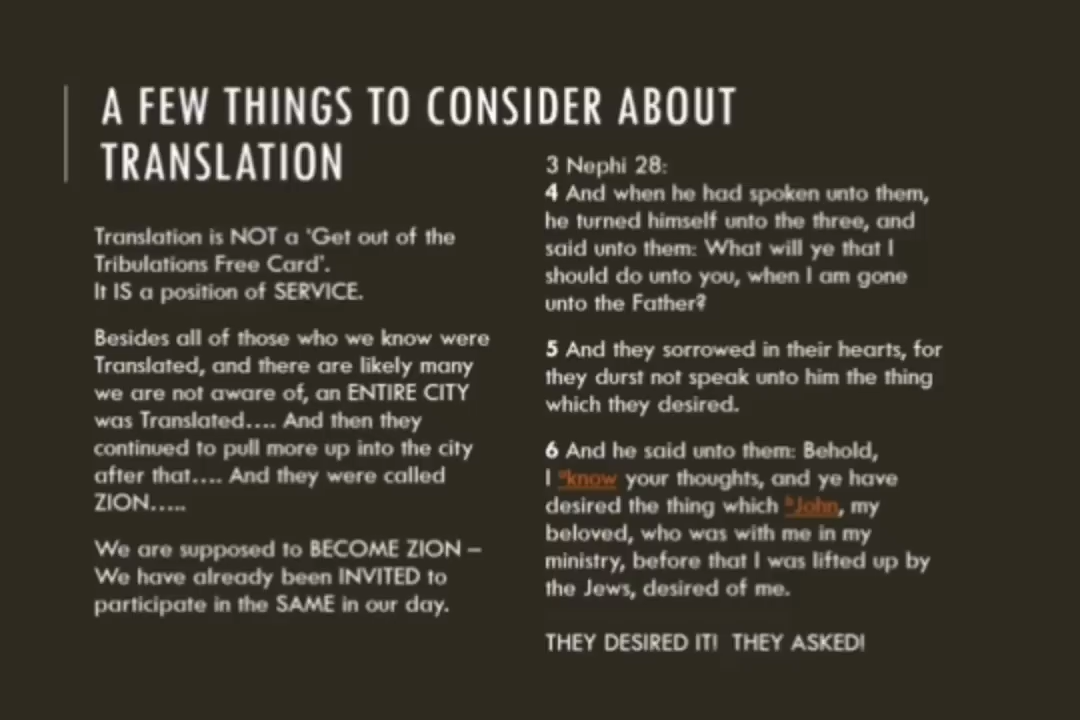 A FEW THINGS TO CONSIDER ABOUT
TRANSLATION
Translation is NOT a 'Get out of the
Tribulations Free Card'.
It IS a position of SERVICE.
Besides all of those who we know were
Translated, and there are likely many
we are not aware of, an ENTIRE CITY
was Translated.... And then they
continued to pull more up into the city
after that.... And they were called
ZION.....
We are supposed to BECOME ZION –
We have already been INVITED to
participate in the SAME in our day.
3 Nephi 28:
4 And when he had spoken unto them,
he turned himself unto the three, and
said unto them: What will ye that I
should do unto you, when I am gone
unto the Father?
5 And they sorrowed in their hearts, for
they durst not speak unto him the thing
which they desired.
6 And he said unto them: Behold,
I know your thoughts, and ye have
desired the thing which bJohn, my
beloved, who was with me in my
ministry, before that I was lifted up by
the Jews, desired of me.
THEY DESIRED IT! THEY ASKED!